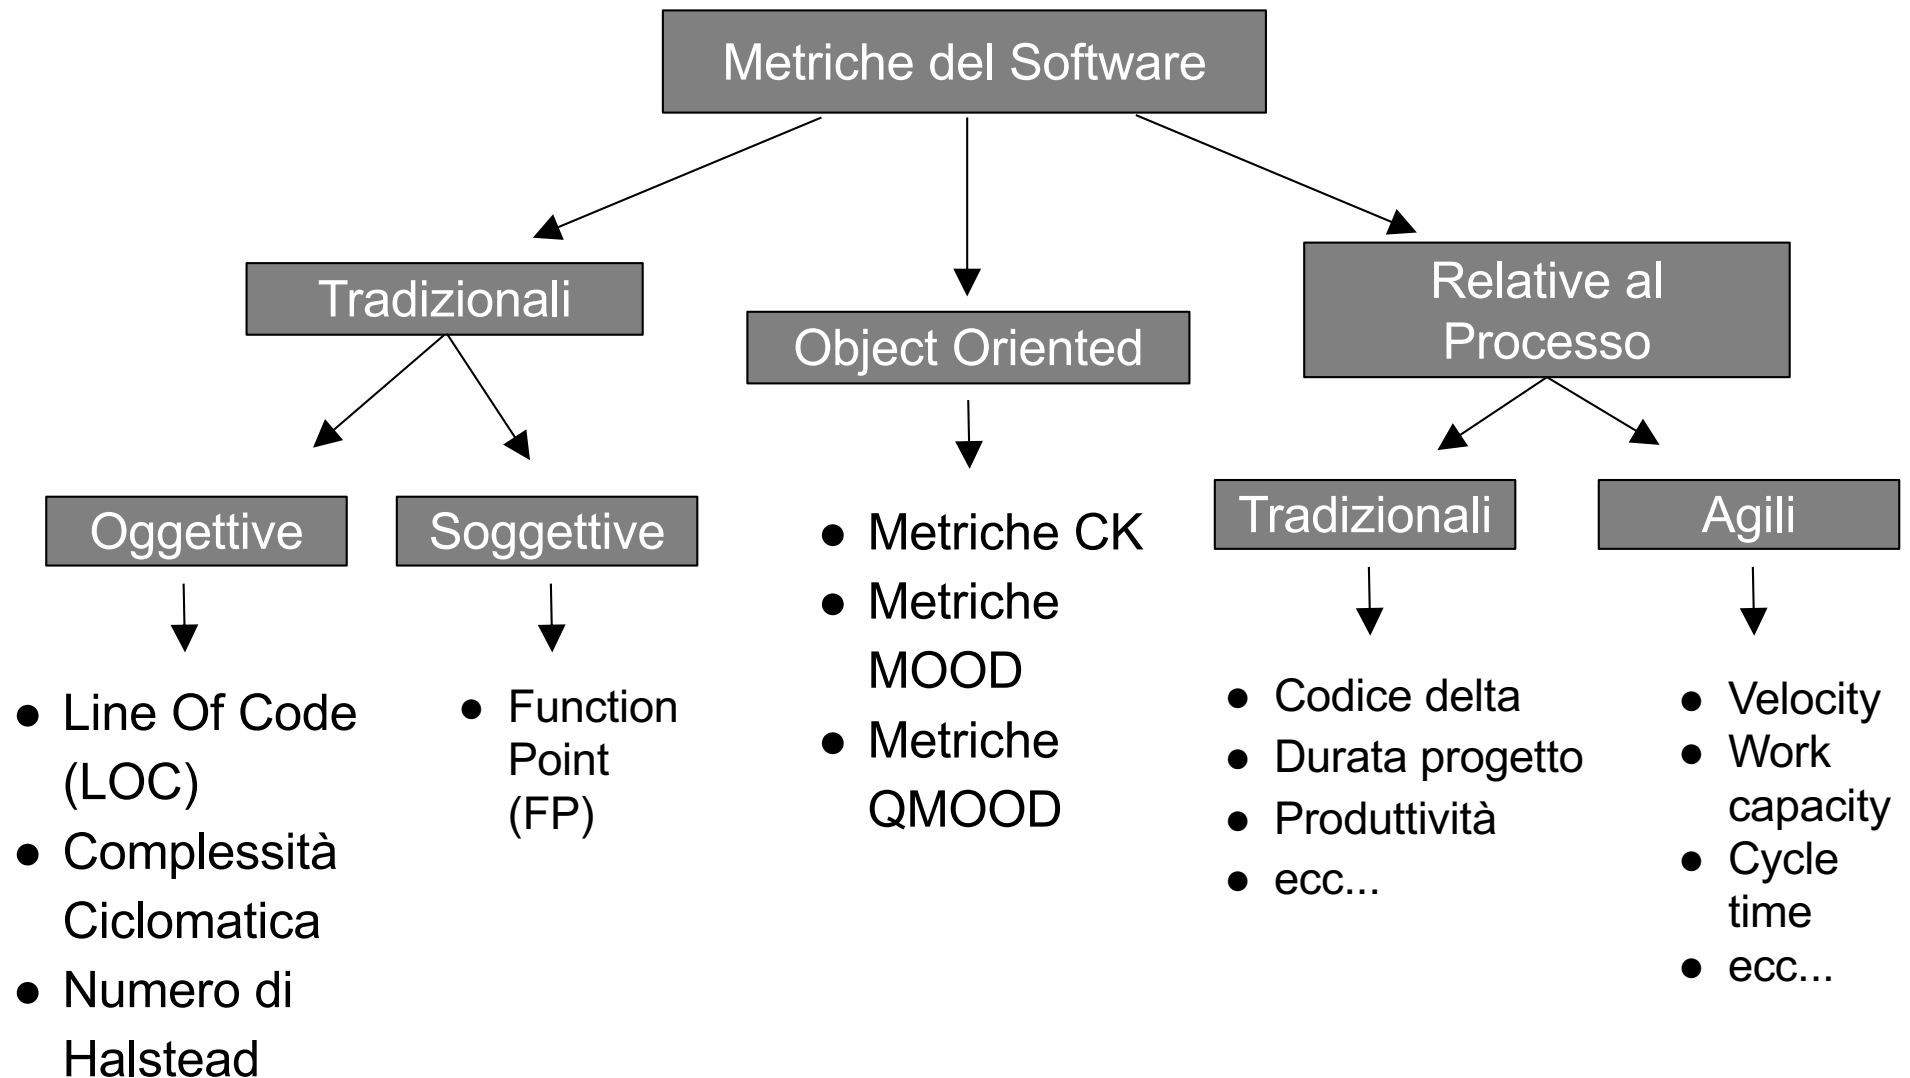 Metriche del Software
Tradizionali
Object Oriented
Relative al
Processo
Oggettive
Soggettive
Tradizionali
Agili
● Line Of Code
(LOC)
● Complessità
Ciclomatica
● Numero di
Halstead
● Function
Point
(FP)
● Metriche CK
● Metriche
MOOD
● Metriche
QMOOD
● Codice delta
● Durata progetto
● Produttività
● ecc...
● Velocity
● Work
capacity
● Cycle
time
● ecc...